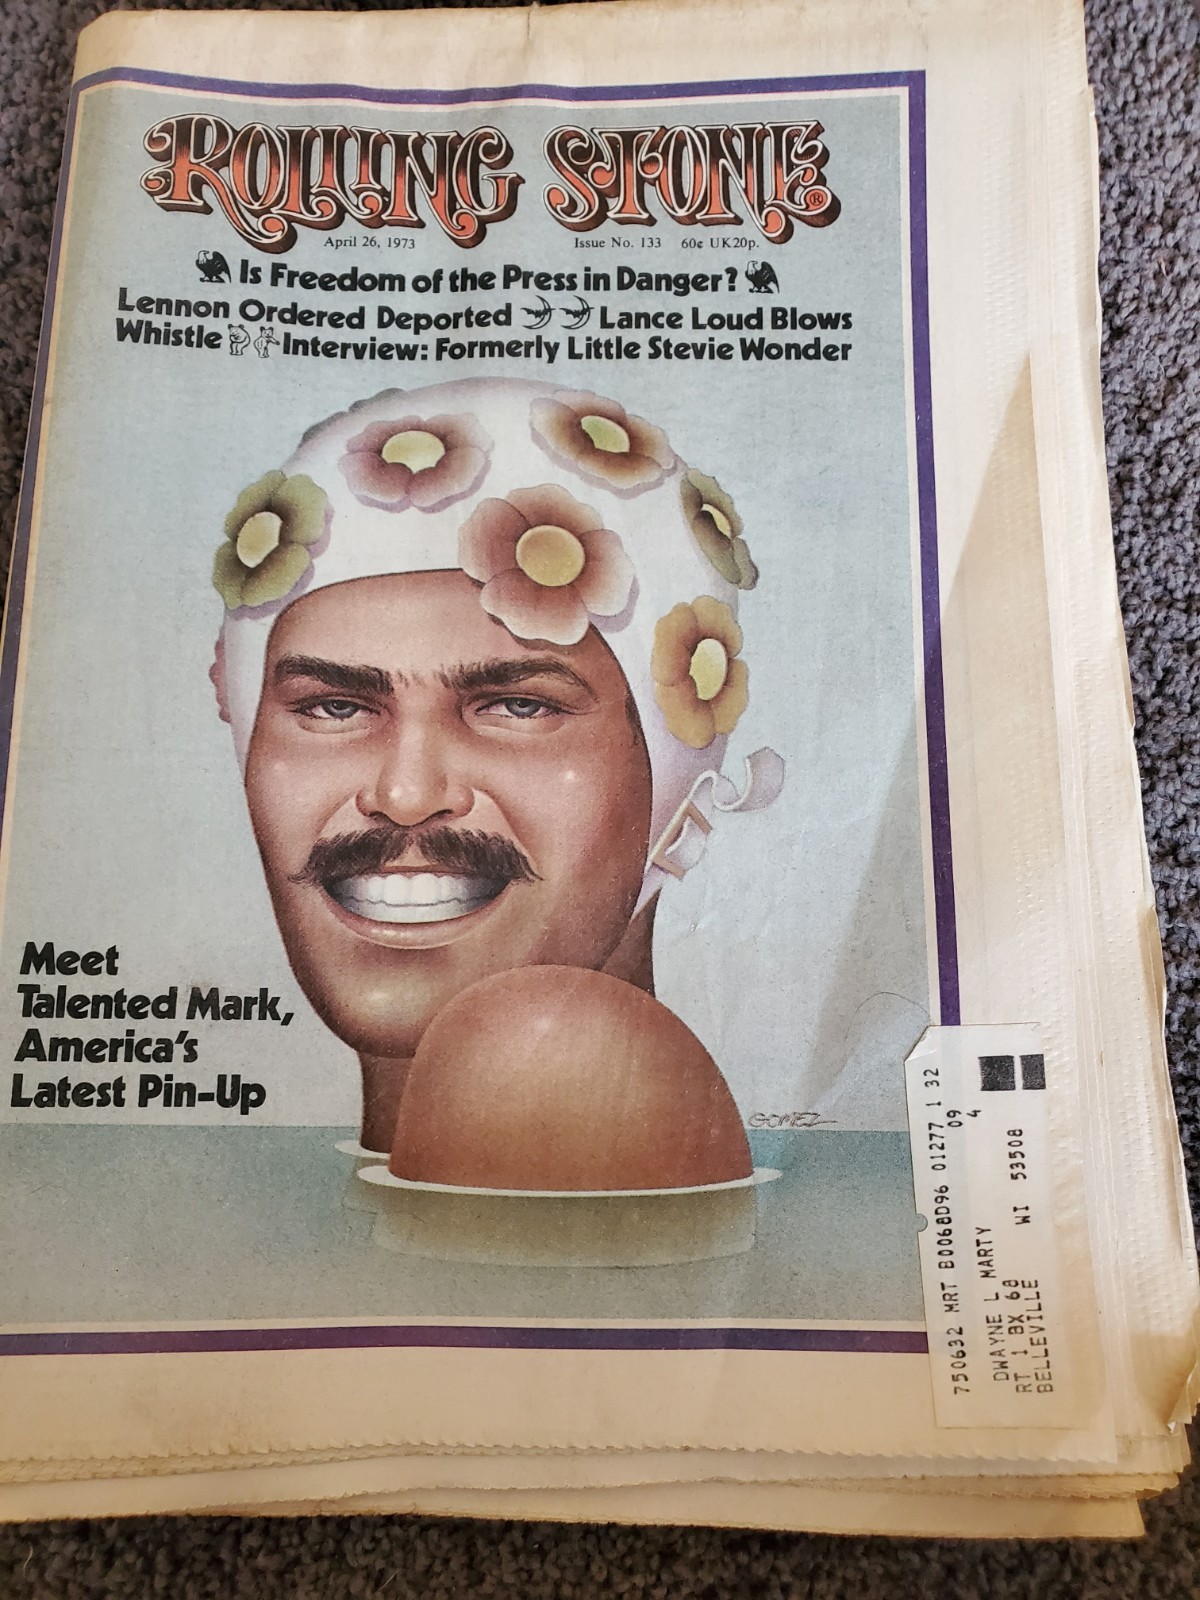 ROLLING STONE®
April 26, 1973 Issue No. 133 60¢ UK20p.
Is Freedom of the Press in Danger?
Lennon Ordered Deported Lance Loud Blows
Whistle Interview: Formerly Little Stevie Wonder
Meet
Talented Mark,
America's
Latest Pin-Up
GOMEZ
750632 MRT B0068D96 01277 1 32
09
4
DWAYNE L MARTY
RT 1 BX 68
BELLEVILLE WI 53508